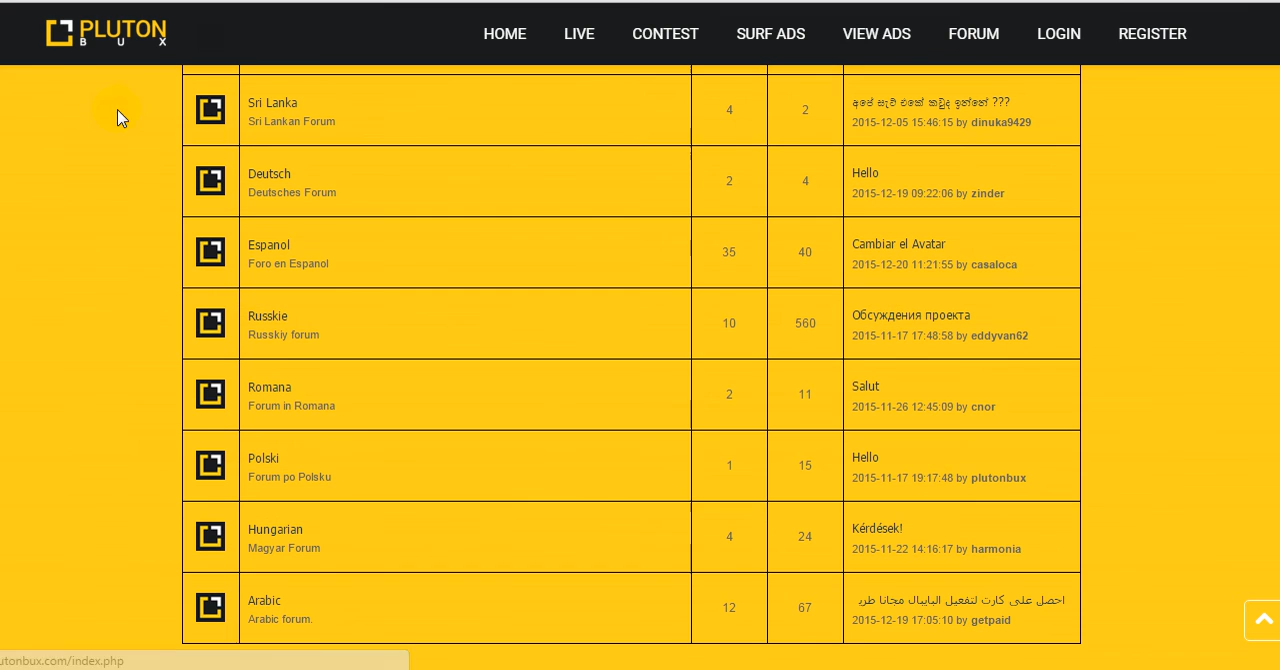 PLUTON
B U X
HOME LIVE CONTEST SURF ADS VIEW ADS FORUM LOGIN REGISTER
Sri Lanka
Sri Lankan Forum
4
2
අපේ සැට් එකේ කවුද ඉන්නේ ???
2015-12-05 15:46:15 by dinuka9429
Deutsch
Deutsches Forum
2
4
Hello
2015-12-19 09:22:06 by zinder
Espanol
Foro en Espanol
35
40
Cambiar el Avatar
2015-12-20 11:21:55 by casaloca
Russkie
Russkiy forum
10
560
Обсуждения проекта
2015-11-17 17:48:58 by eddyvan62
Romana
Forum in Romana
2
11
Salut
2015-11-26 12:45:09 by cnor
Polski
Forum po Polsku
1
15
Hello
2015-11-17 19:17:48 by plutonbux
Hungarian
Magyar Forum
4
24
Kérdések!
2015-11-22 14:16:17 by harmonia
Arabic
Arabic forum.
12
67
احصل على كارت لتفعيل البايبال مجانا طري
2015-12-19 17:05:10 by getpaid
utonbux.com/index.php